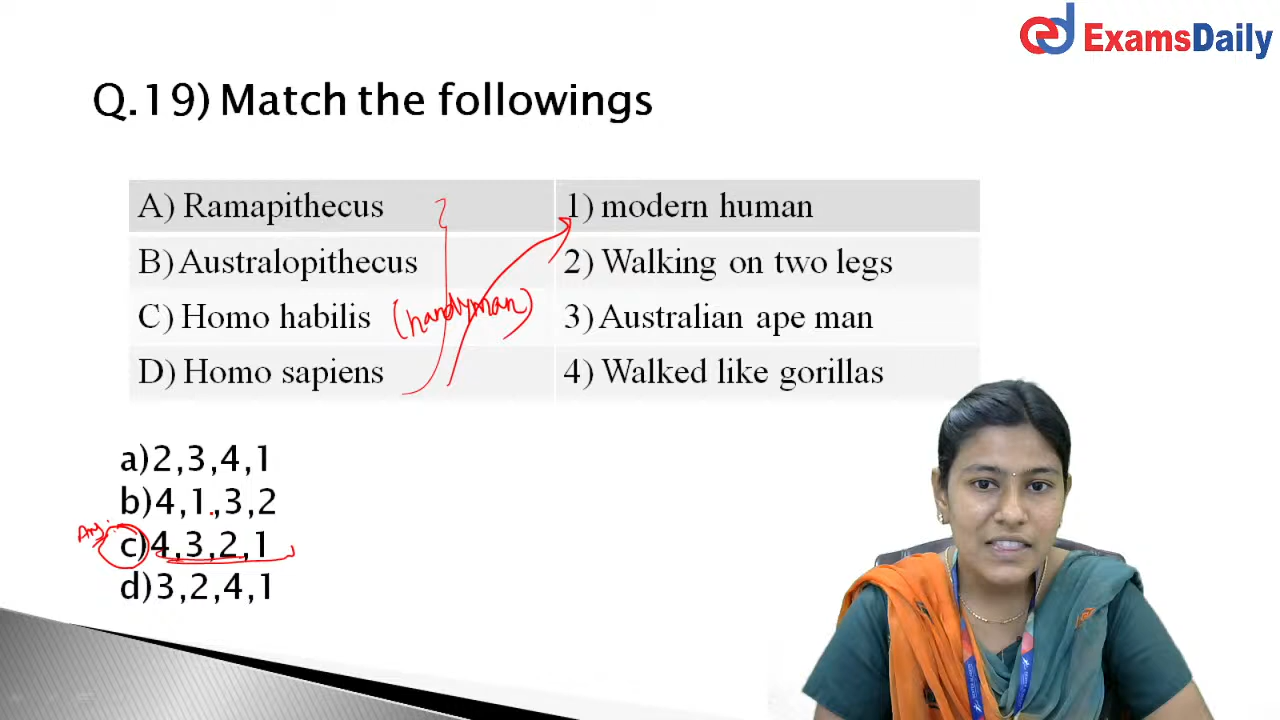 ExamsDaily
Q.19) Match the followings
A) Ramapithecus 1) modern human
B) Australopithecus 2) Walking on two legs
C) Homo habilis (handyman) 3) Australian ape man
D) Homo sapiens 4) Walked like gorillas
a)2,3,4,1
b)4,1,3,2
Ans: c)4,3,2,1
d)3,2,4,1